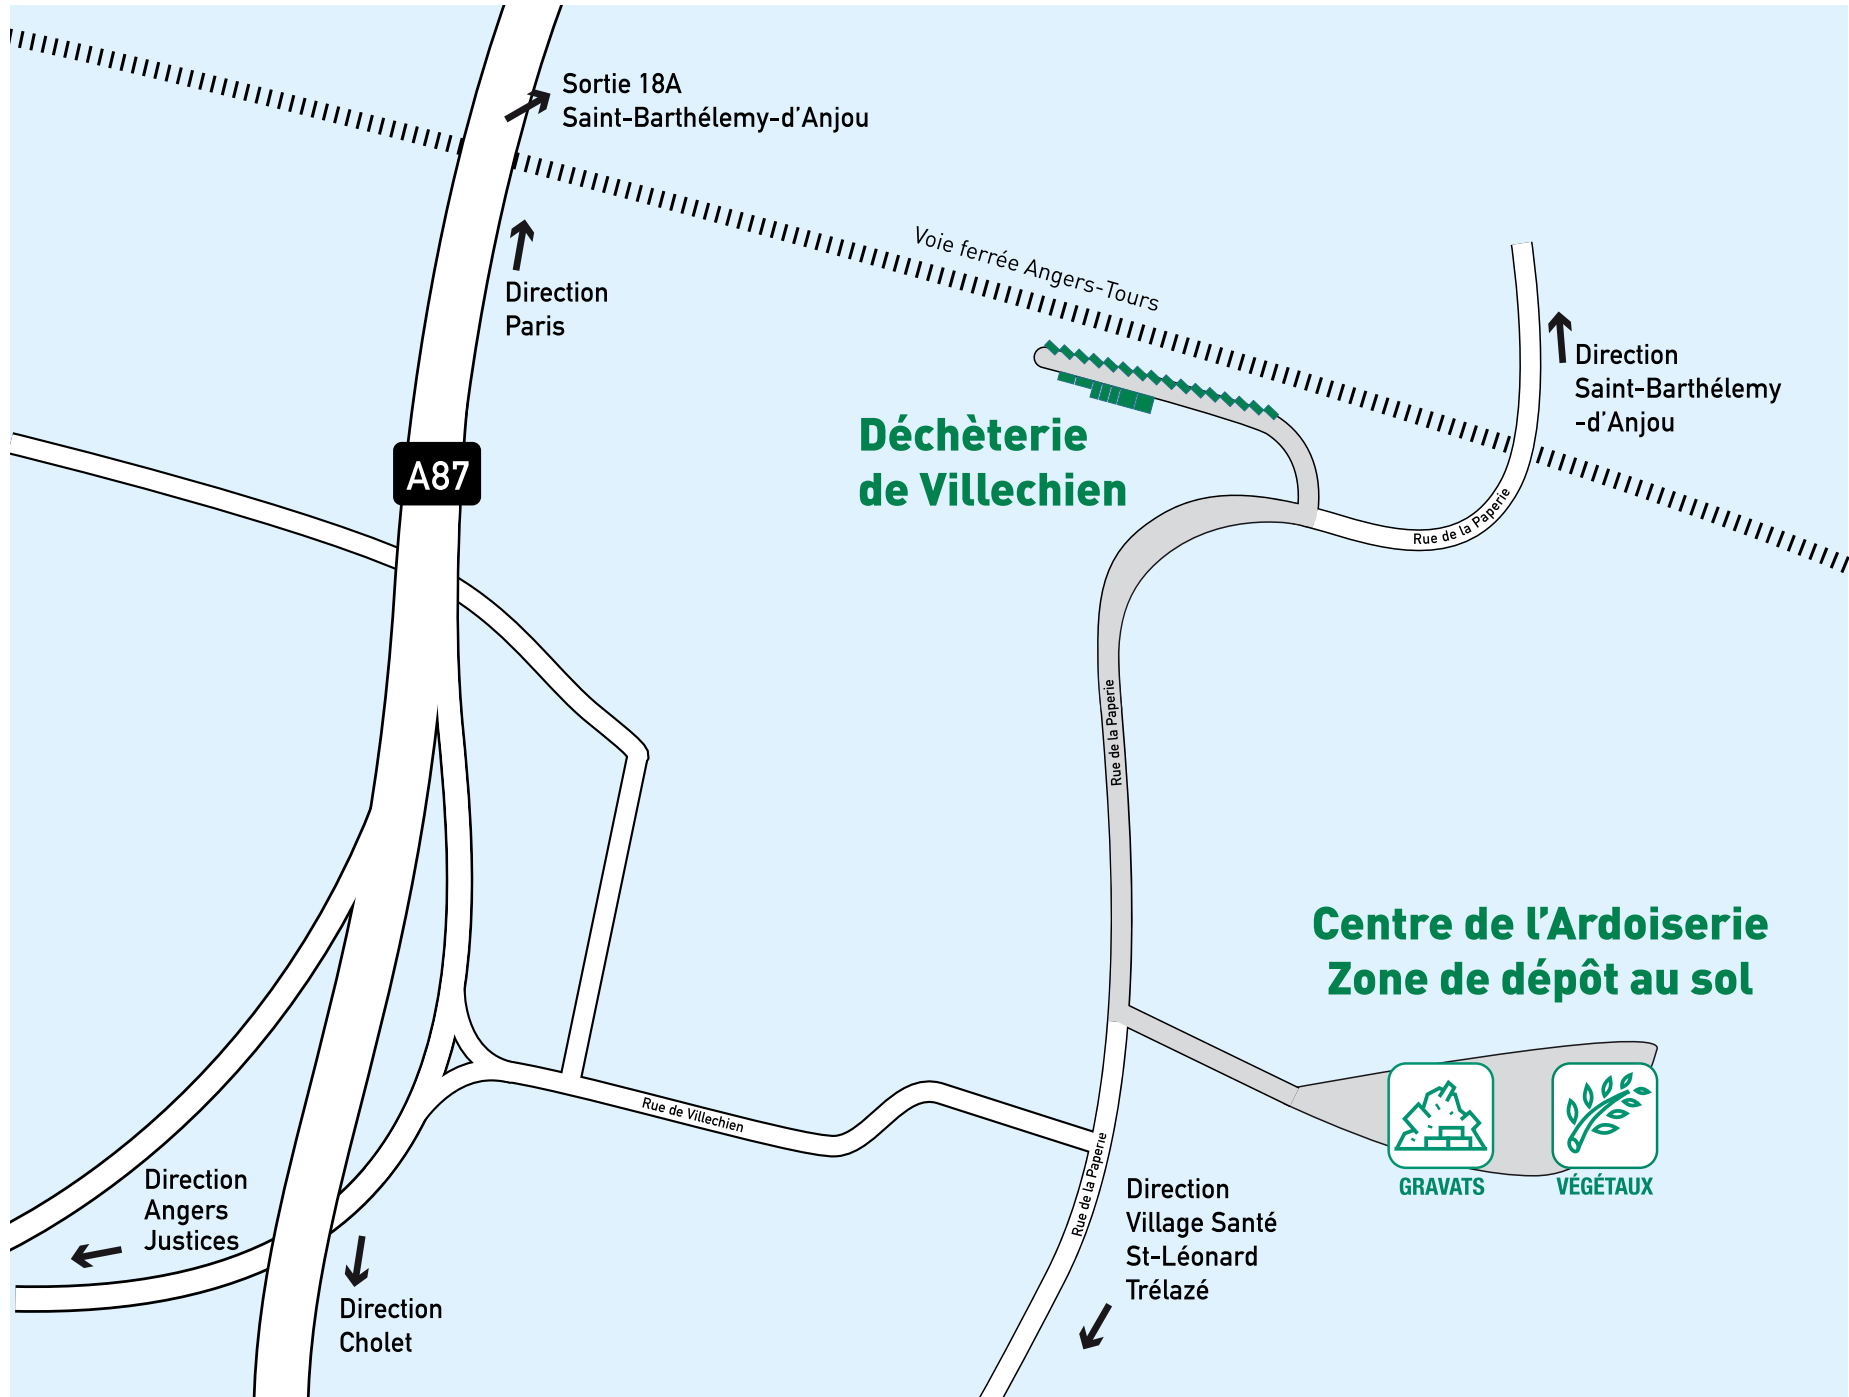 Sortie 18A
Saint-Barthélemy-d'Anjou
Voie ferrée Angers-Tours
Direction
Paris
Direction
Saint-Barthélemy
-d'Anjou
Déchèterie
de Villechien
A87
Rue de la Paperie
Rue de la Paperie
Centre de l'Ardoiserie
Zone de dépôt au sol
Rue de Villechien
Rue de la Paperie
GRAVATS
VÉGÉTAUX
Direction
Angers
Justices
Direction
Village Santé
St-Léonard
Trélazé
Direction
Cholet